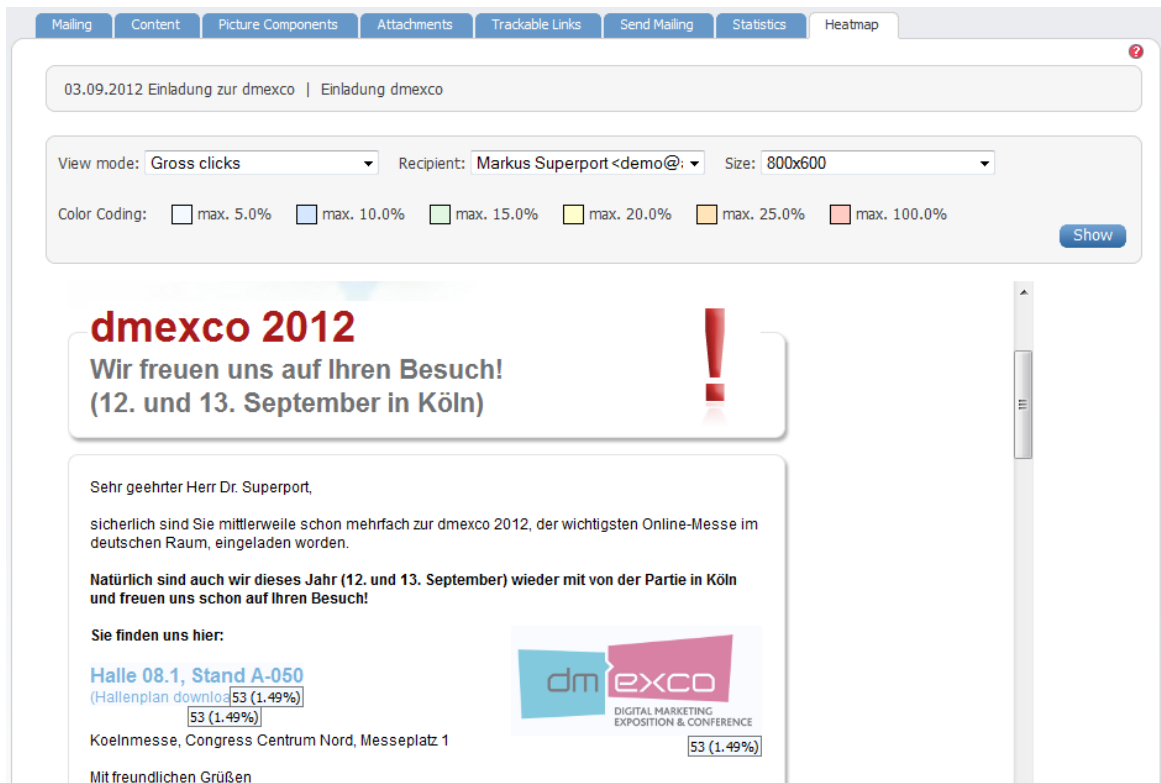 Mailing Content Picture Components Attachments Trackable Links Send Mailing Statistics Heatmap
?
03.09.2012 Einladung zur dmexco | Einladung dmexco
View mode: Gross clicks Recipient: Markus Superport <demo@ Size: 800x600
Color Coding: max. 5.0% max. 10.0% max. 15.0% max. 20.0% max. 25.0% max. 100.0%
Show
dmexco 2012
!
Wir freuen uns auf Ihren Besuch!
(12. und 13. September in Köln)
Sehr geehrter Herr Dr. Superport,
sicherlich sind Sie mittlerweile schon mehrfach zur dmexco 2012, der wichtigsten Online-Messe im
deutschen Raum, eingeladen worden.
Natürlich sind auch wir dieses Jahr (12. und 13. September) wieder mit von der Partie in Köln
und freuen uns schon auf Ihren Besuch!
Sie finden uns hier:
Halle 08.1, Stand A-050
(Hallenplan downloa 53 (1.49%)
53 (1.49%)
dmexco
DIGITAL MARKETING
EXPOSITION & CONFERENCE
53 (1.49%)
Koelnmesse, Congress Centrum Nord, Messeplatz 1
Mit freundlichen Grüßen